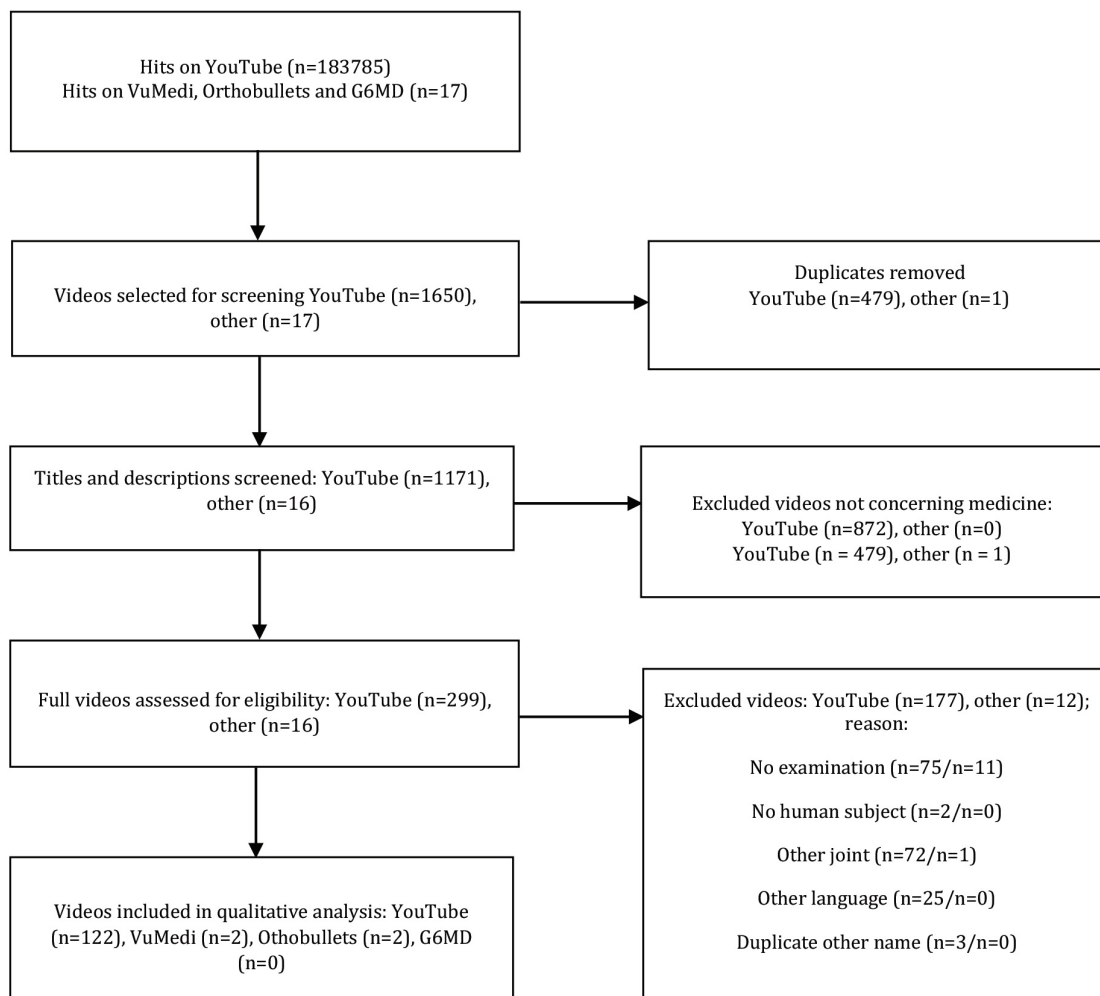 Hits on YouTube (n=183785)
Hits on VuMedi, Orthobullets and G6MD (n=17)
Videos selected for screening YouTube (n=1650),
other (n=17)
Duplicates removed
YouTube (n=479), other (n=1)
Titles and descriptions screened: YouTube (n=1171),
other (n=16)
Excluded videos not concerning medicine:
YouTube (n=872), other (n=0)
YouTube (n = 479), other (n = 1)
Full videos assessed for eligibility: YouTube (n=299),
other (n=16)
Excluded videos: YouTube (n=177), other (n=12);
reason:
No examination (n=75/n=11)
No human subject (n=2/n=0)
Other joint (n=72/n=1)
Other language (n=25/n=0)
Duplicate other name (n=3/n=0)
Videos included in qualitative analysis: YouTube
(n=122), VuMedi (n=2), Othobullets (n=2), G6MD
(n=0)